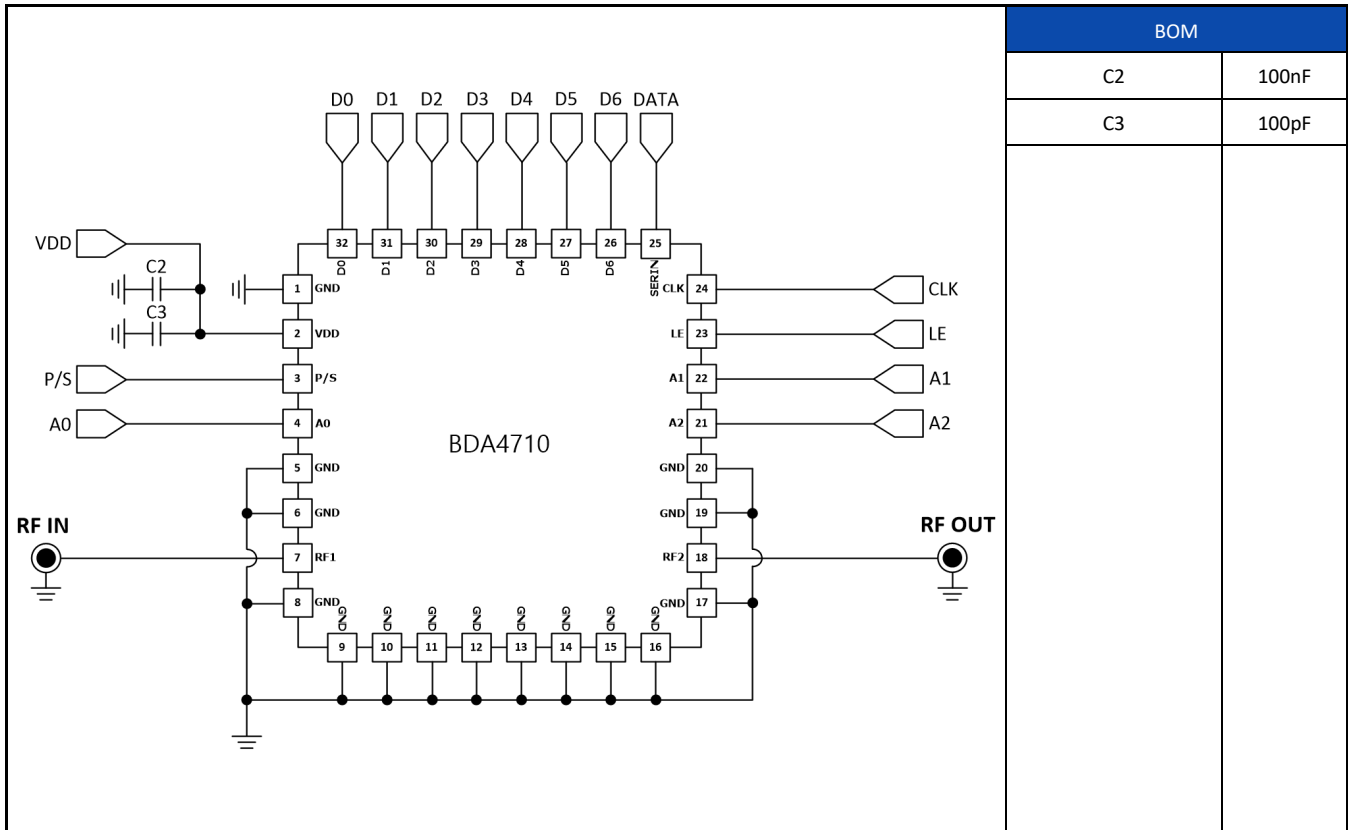 BOM
C2 100nF
C3 100pF
D0 D1 D2 D3 D4 D5 D6 DATA
32 31 30 29 28 27 26 25
D0 D1 D2 D3 D4 D5 D6 SERIN
VDD
C2
C3
1 GND
2 VDD
P/S 3 P/S
A0 4 A0
5 GND
6 GND
RF IN
7 RF1
8 GND
BDA4710
CLK 24 CLK
LE 23 LE
A1 22 A1
A2 21 A2
GND 20
GND 19
RF OUT
RF2 18
GND 17
GND GND GND GND GND GND GND GND
9 10 11 12 13 14 15 16